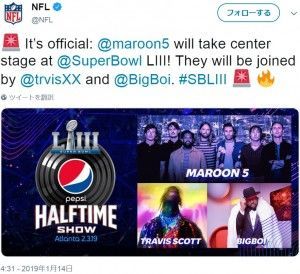 NFL
@NFL
フォローする
🚨 It's official: @maroon5 will take center
stage at @SuperBowl LIII! They will be joined
by @trvisXX and @BigBoi. #SBLIII 🚨 🔥
ツイートを翻訳
LIII
SUPER BOWL
pepsi
HALFTIME
SHOW
Atlanta 2.3.19
MAROON 5
TRAVIS SCOTT
BIGBOI
4:31 - 2019年1月14日